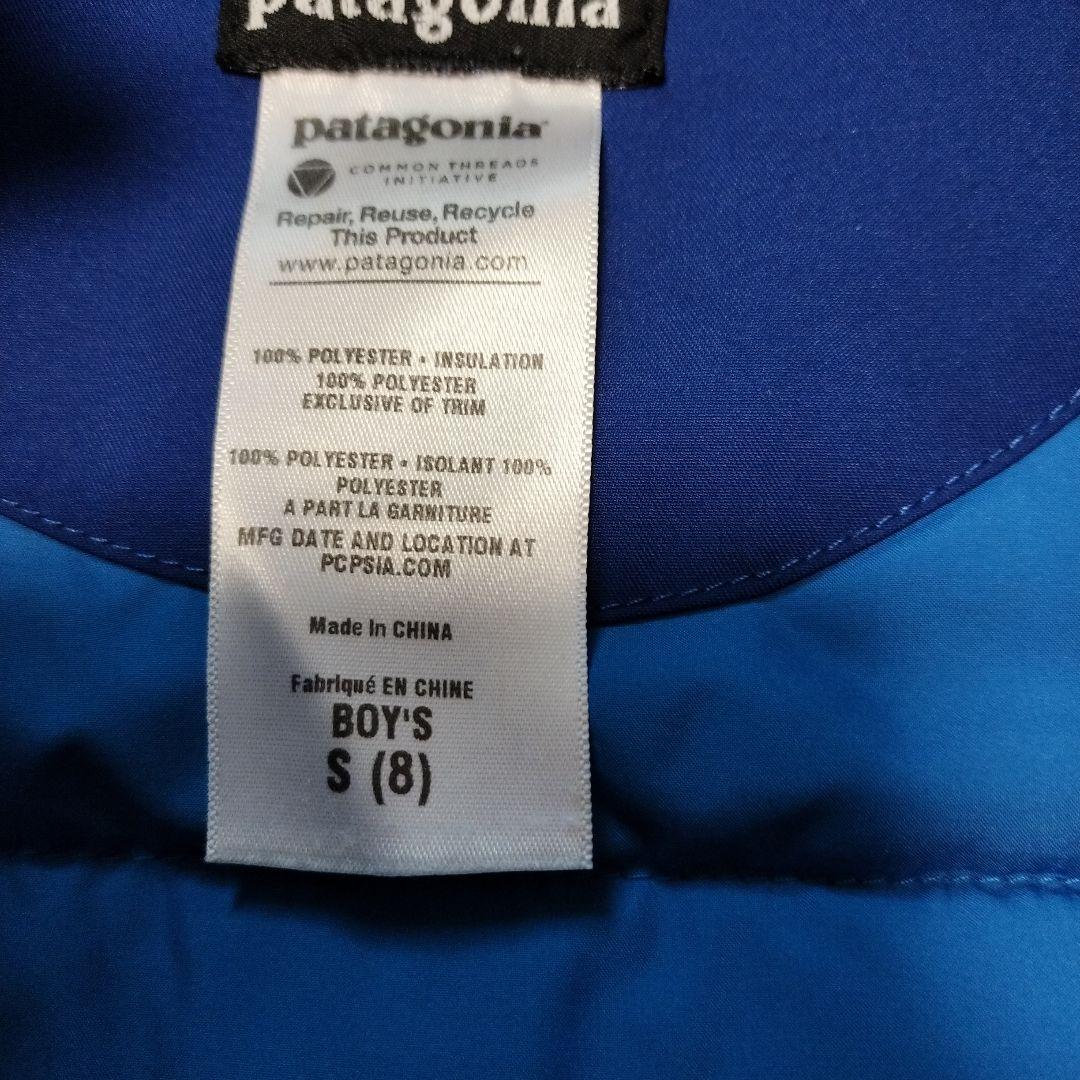 patagonia
patagonia
COMMON THREADS
INITIATIVE
Repair, Reuse, Recycle
This Product
www.patagonia.com
100% POLYESTER • INSULATION
100% POLYESTER
EXCLUSIVE OF TRIM
100% POLYESTER • ISOLANT 100%
POLYESTER
A PART LA GARNITURE
MFG DATE AND LOCATION AT
PCPSIA.COM
Made In CHINA
Fabriqué EN CHINE
BOY'S
S (8)